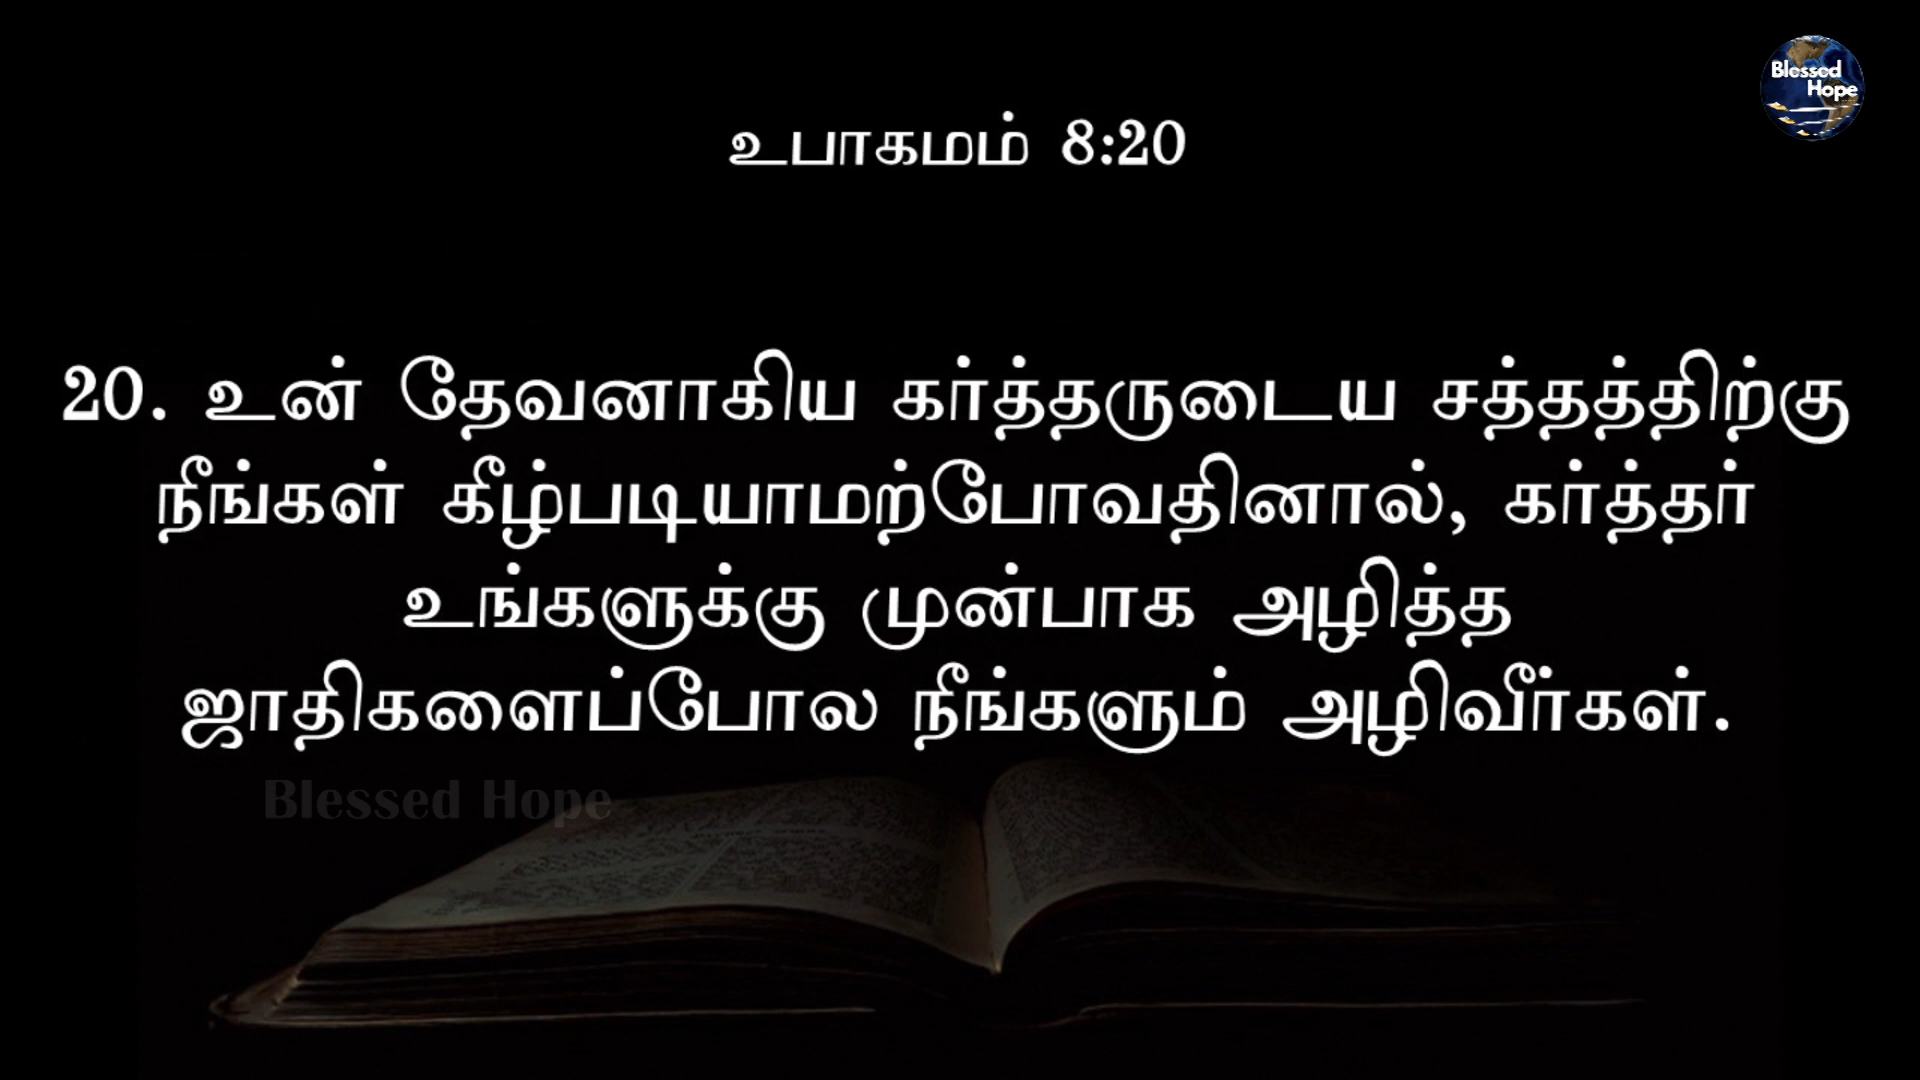 Blessed
Hope
உபாகமம் 8:20
20. உன் தேவனாகிய கர்த்தருடைய சத்தத்திற்கு
நீங்கள் கீழ்படியாமற்போவதினால், கர்த்தர்
உங்களுக்கு முன்பாக அழித்த
ஜாதிகளைப்போல நீங்களும் அழிவீர்கள்.
Blessed Hope